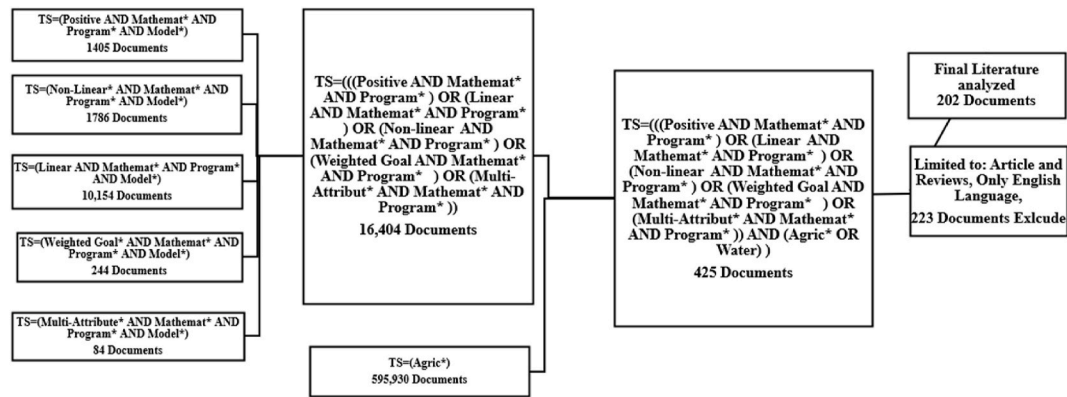 TS=(Positive AND Mathemat* AND
Program* AND Model*)
1405 Documents
TS=(Non-Linear* AND Mathemat* AND
Program* AND Model*)
1786 Documents
TS=(Linear AND Mathemat* AND Program*
AND Model*)
10,154 Documents
TS=(Weighted Goal* AND Mathemat* AND
Program* AND Model*)
244 Documents
TS=(Multi-Attribute* AND Mathemat* AND
Program* AND Model*)
84 Documents
TS=(((Positive AND Mathemat*
AND Program* ) OR (Linear
AND Mathemat* AND Program*
) OR (Non-linear AND
Mathemat* AND Program* ) OR
(Weighted Goal AND Mathemat*
AND Program* ) OR (Multi-
Attribut* AND Mathemat* AND
Program* ))
16,404 Documents
TS=(Agric*)
595,930 Documents
TS=(((Positive AND Mathemat* AND
Program* ) OR (Linear AND
Mathemat* AND Program* ) OR
(Non-linear AND Mathemat* AND
Program* ) OR (Weighted Goal AND
Mathemat* AND Program* ) OR
(Multi-Attribut* AND Mathemat*
AND Program* )) AND (Agric* OR
Water) )
425 Documents
Final Literature
analyzed
202 Documents
Limited to: Article and
Reviews, Only English
Language,
223 Documents Exlcude